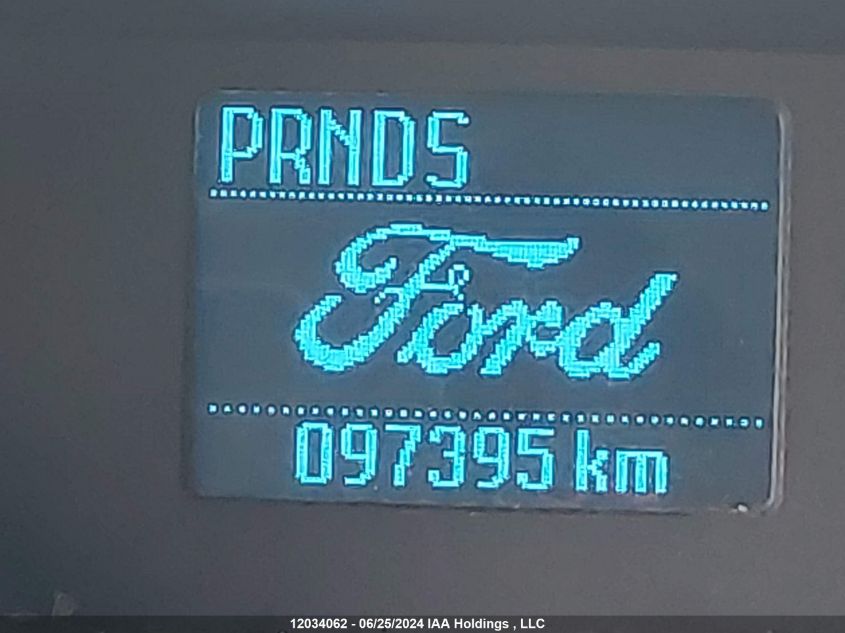 PRNDS
Ford
097395 km
12034062 - 06/25/2024 IAA Holdings , LLC